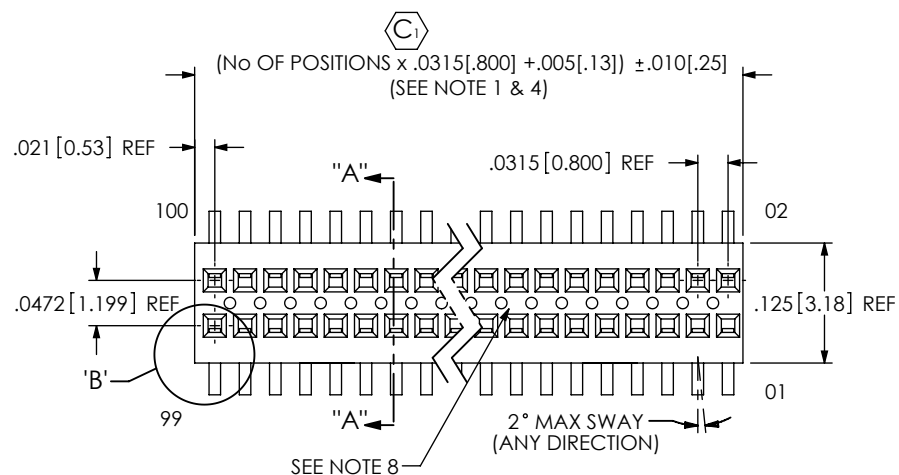 C1
(No OF POSITIONS x .0315[.800] +.005[.13]) ±.010[.25]
(SEE NOTE 1 & 4)
.021[0.53] REF
"A"
.0315[0.800] REF
100
02
.0472[1.199] REF
.125[3.18] REF
'B'
99
"A"
2° MAX SWAY
(ANY DIRECTION)
01
SEE NOTE 8